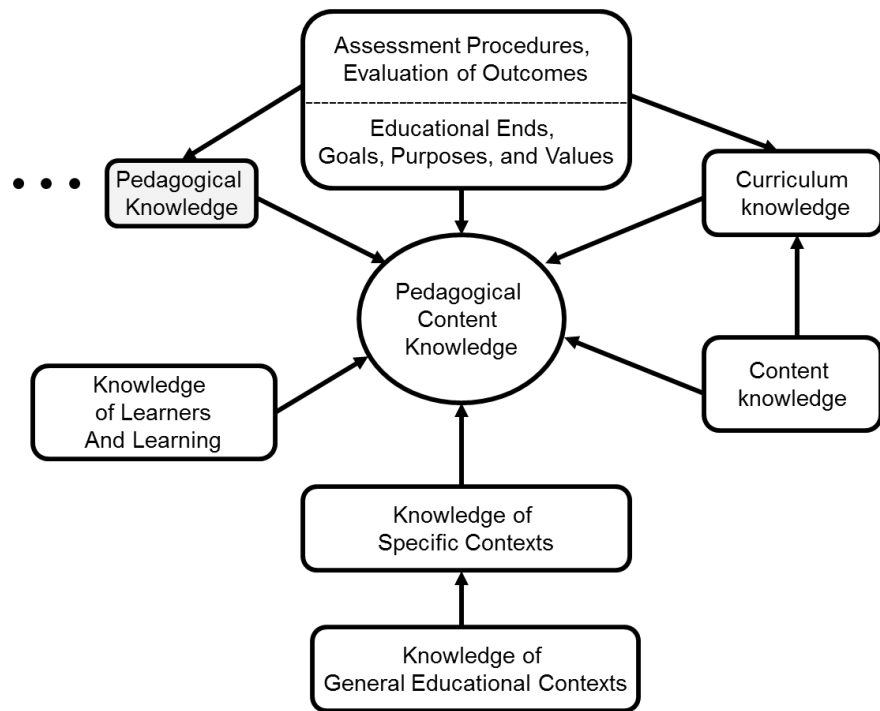 Assessment Procedures,
Evaluation of Outcomes
Educational Ends,
Goals, Purposes, and Values
Pedagogical
Knowledge
Curriculum
knowledge
Pedagogical
Content
Knowledge
Knowledge
of Learners
And Learning
Content
knowledge
Knowledge of
Specific Contexts
Knowledge of
General Educational Contexts